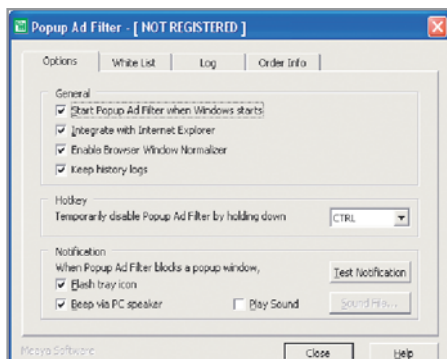 Popup Ad Filter - [ NOT REGISTERED ]
Options White List Log Order Info
General
Start Popup Ad Filter when Windows starts
Integrate with Internet Explorer
Enable Browser Window Normalizer
Keep history logs
Hotkey
Temporarily disable Popup Ad Filter by holding down CTRL
Notification
When Popup Ad Filter blocks a popup window,
Test Notification
Flash tray icon
Beep via PC speaker Play Sound Sound File...
Meaya Software
Close Help